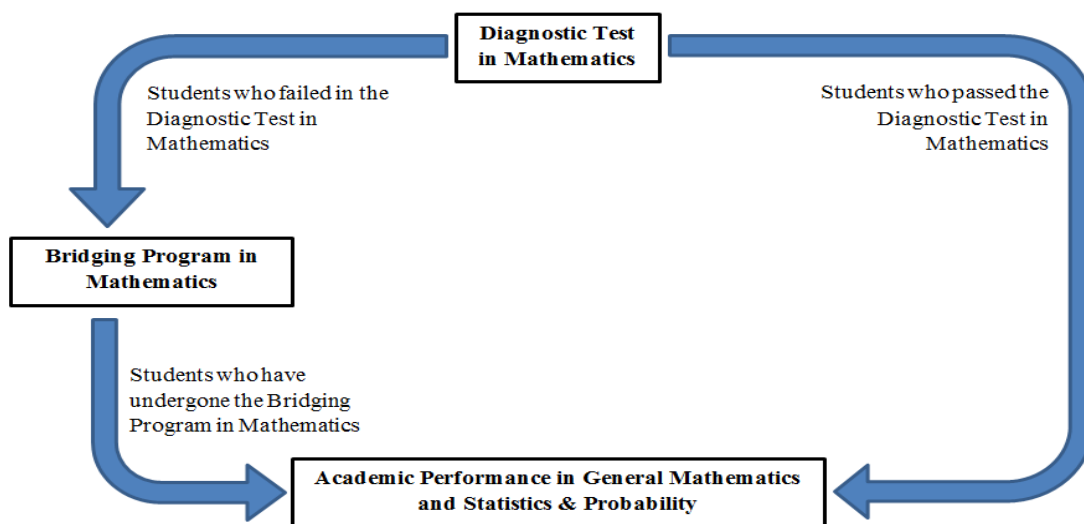 Diagnostic Test
in Mathematics
Students who failed in the
Diagnostic Test in
Mathematics
Students who passed the
Diagnostic Test in
Mathematics
Bridging Program in
Mathematics
Students who have
undergone the Bridging
Program in Mathematics
Academic Performance in General Mathematics
and Statistics & Probability